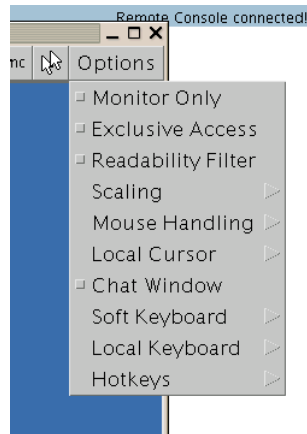 Remote Console connected!
nc Options
Monitor Only
Exclusive Access
Readability Filter
Scaling
Mouse Handling
Local Cursor
Chat Window
Soft Keyboard
Local Keyboard
Hotkeys